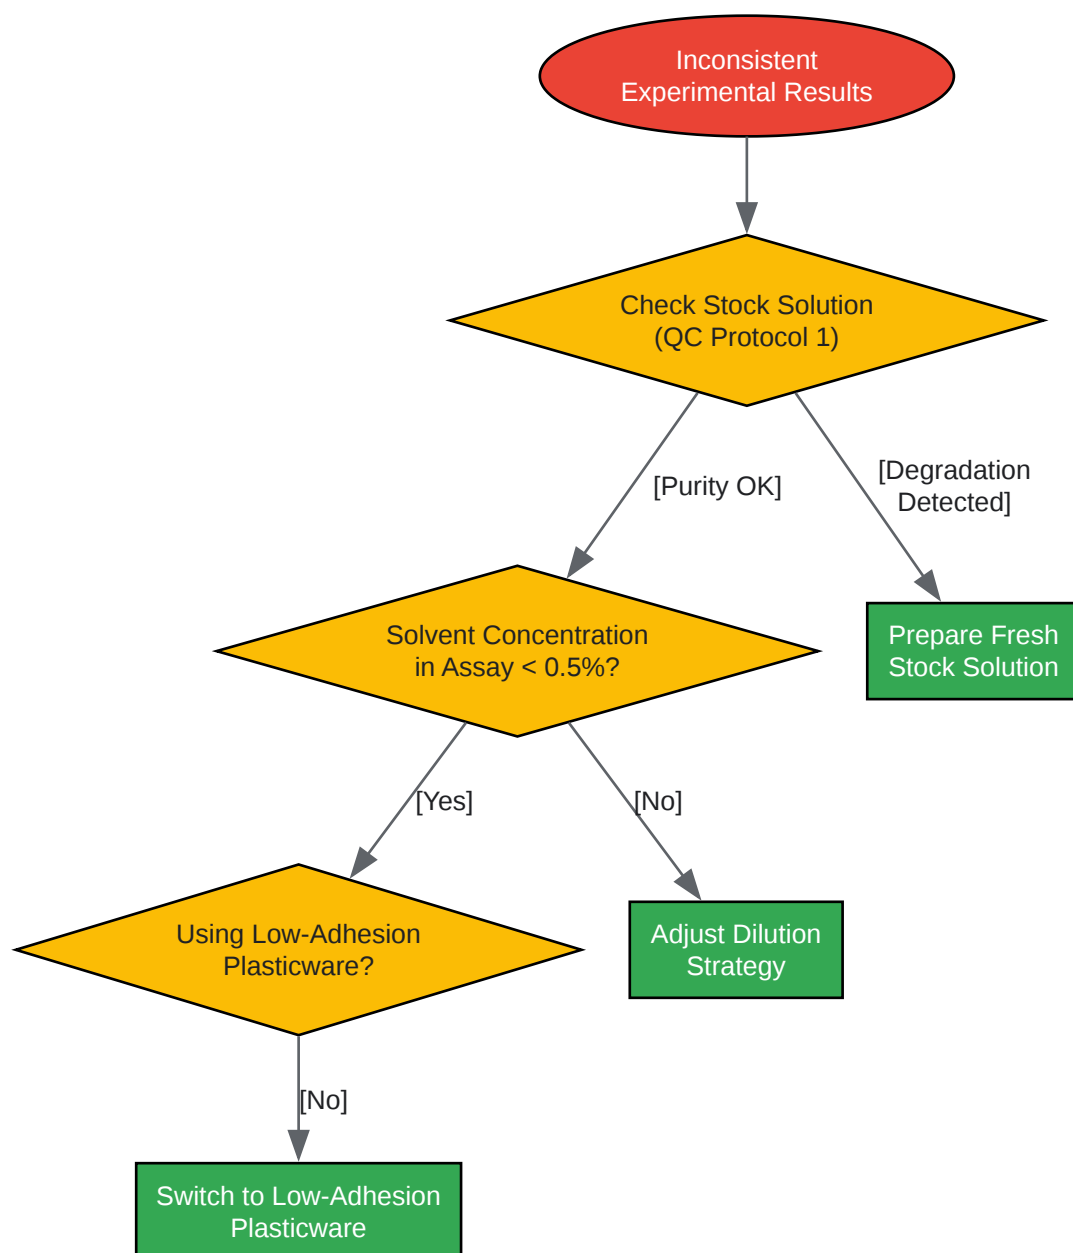 Inconsistent
Experimental Results
Check Stock Solution
(QC Protocol 1)
[Purity OK]
[Degradation
Detected]
Solvent Concentration
in Assay < 0.5%?
Prepare Fresh
Stock Solution
[Yes]
[No]
Using Low-Adhesion
Plasticware?
Adjust Dilution
Strategy
[No]
Switch to Low-Adhesion
Plasticware